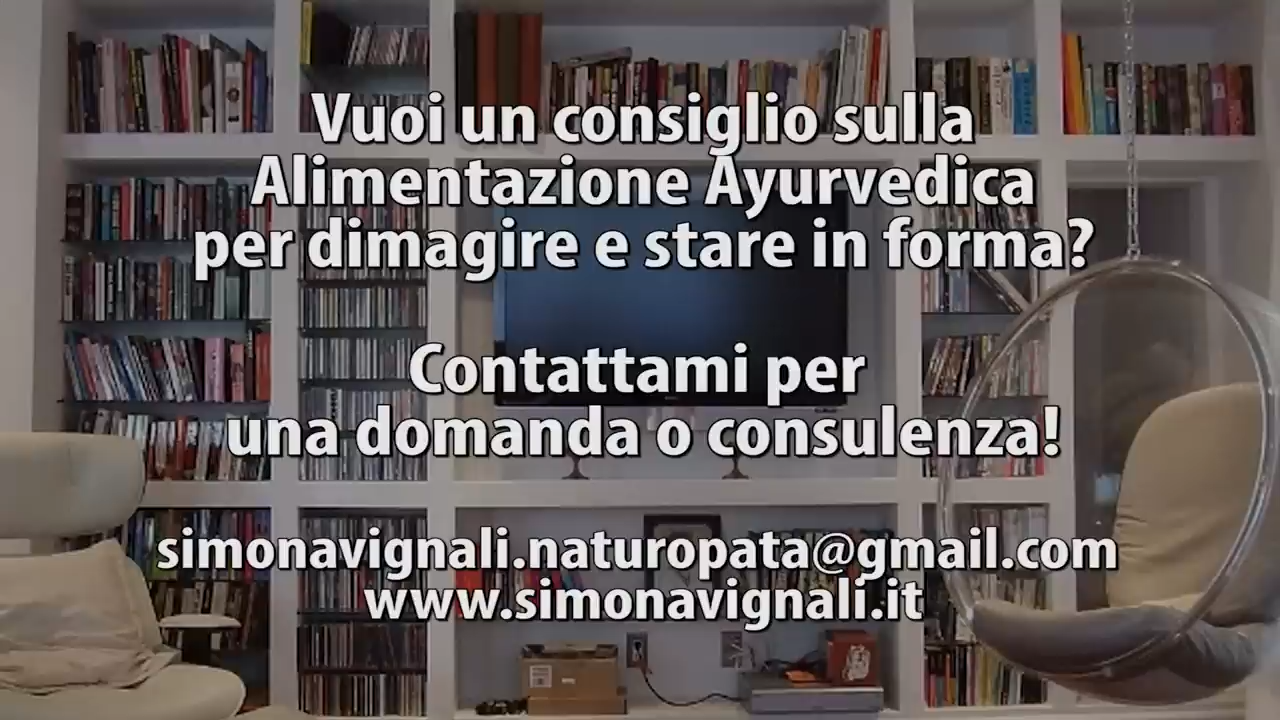 Vuoi un consiglio sulla
Alimentazione Ayurvedica
per dimagire e stare in forma?
Contattami per
una domanda o consulenza!
simonavignali.naturopata@gmail.com
www.simonavignali.it